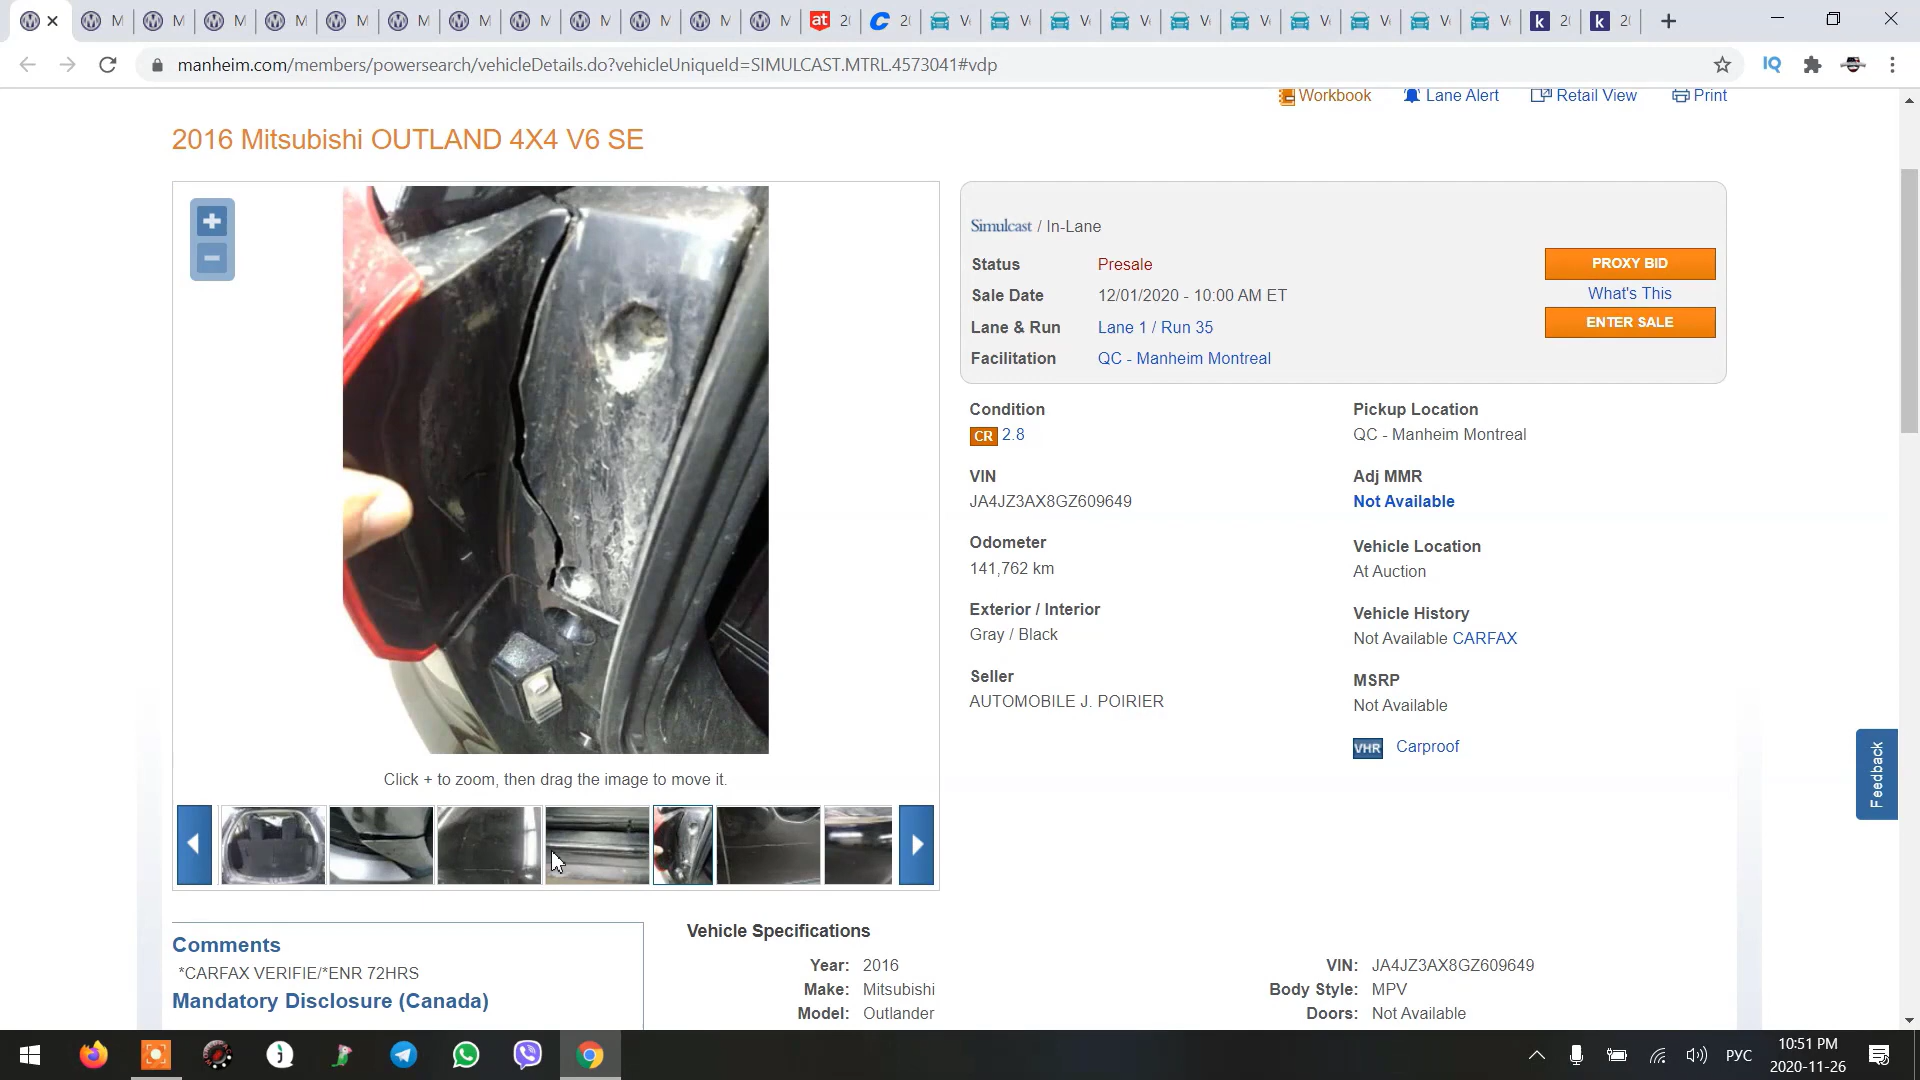 M
M
M
M
M
M
M
M
M
M
M
M
at
2
C
20
V
V
V
V
V
V
V
V
V
V
k
2
k
2
manheim.com/members/powersearch/vehicleDetails.do?vehicleUniqueId=SIMULCAST.MTRL.4573041#vdp
IQ
Workbook
Lane Alert
Retail View
Print
2016 Mitsubishi OUTLAND 4X4 V6 SE
Simulcast / In-Lane
Status Presale
PROXY BID
Sale Date 12/01/2020 - 10:00 AM ET
What's This
Lane & Run Lane 1 / Run 35
ENTER SALE
Facilitation QC - Manheim Montreal
Condition
CR 2.8
VIN
JA4JZ3AX8GZ609649
Odometer
141,762 km
Exterior / Interior
Gray / Black
Seller
AUTOMOBILE J. POIRIER
Pickup Location
QC - Manheim Montreal
Adj MMR
Not Available
Vehicle Location
At Auction
Vehicle History
Not Available CARFAX
MSRP
Not Available
VHR Carproof
Feedback
Click + to zoom, then drag the image to move it.
Comments
*CARFAX VERIFIE/*ENR 72HRS
Mandatory Disclosure (Canada)
Vehicle Specifications
Year: 2016
Make: Mitsubishi
Model: Outlander
VIN: JA4JZ3AX8GZ609649
Body Style: MPV
Doors: Not Available
РУС
10:51 PM
2020-11-26